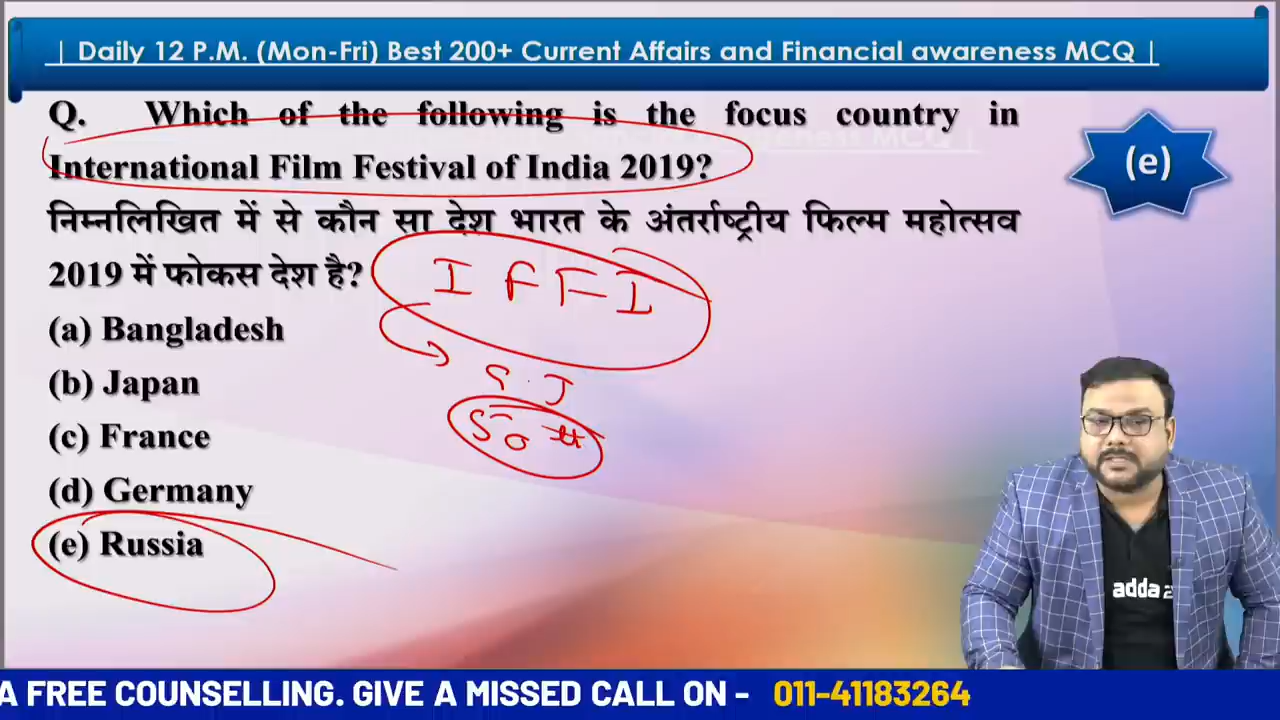 | Daily 12 P.M. (Mon-Fri) Best 200+ Current Affairs and Financial awareness MCQ |
Q. Which of the following is the focus country in
International Film Festival of India 2019?
(e)
निम्नलिखित में से कौन सा देश भारत के अंतर्राष्ट्रीय फिल्म महोत्सव
2019 में फोकस देश है?
IFFI
(a) Bangladesh
(b) Japan
50th
(c) France
(d) Germany
(e) Russia
adda
A FREE COUNSELLING. GIVE A MISSED CALL ON - 011-41183264